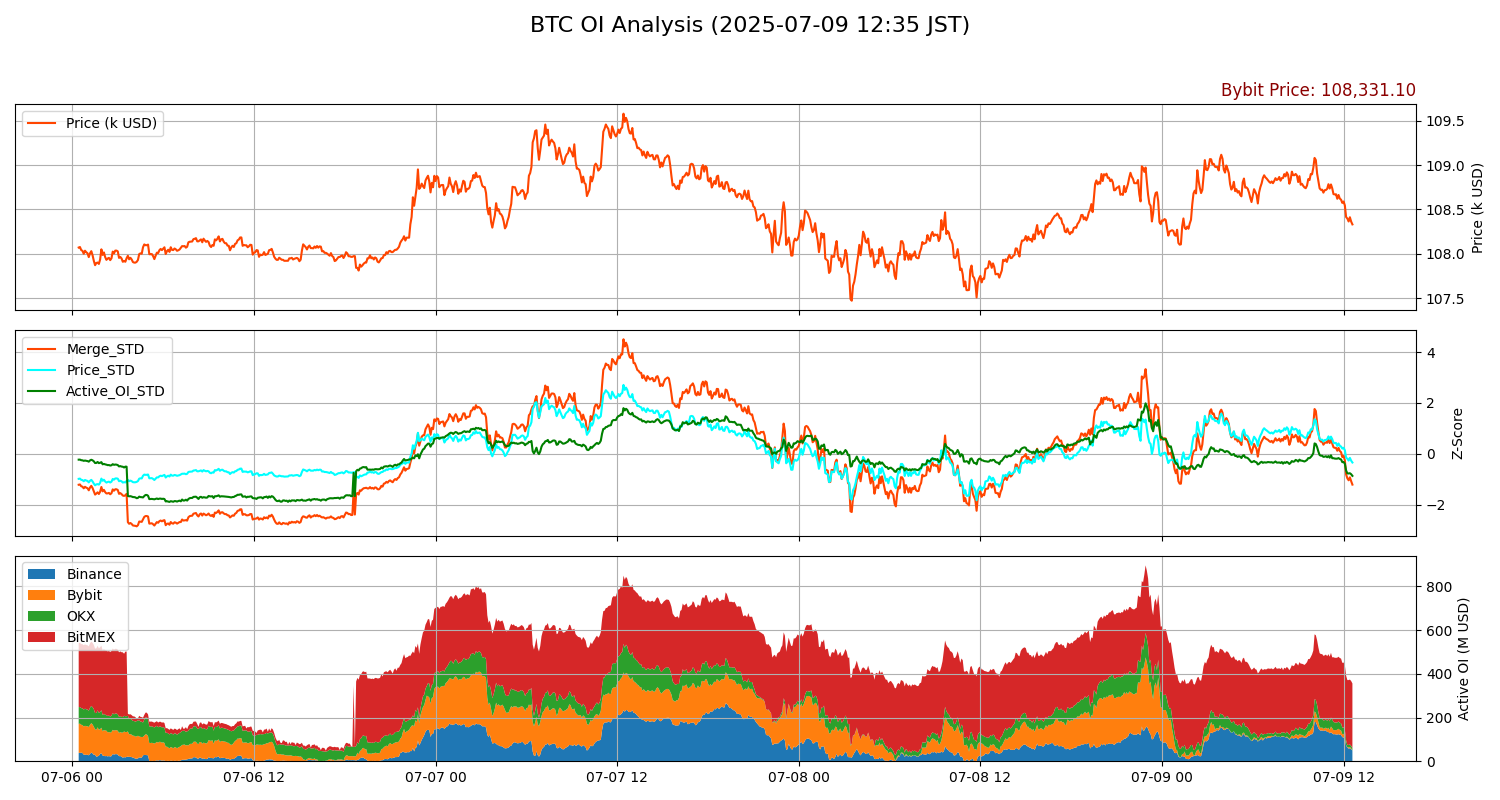 BTC OI Analysis (2025-07-09 12:35 JST)
Bybit Price: 108,331.10
Price (k USD)
109.5
109.0
108.5
108.0
107.5
Price (k USD)
Merge_STD
Price_STD
Active_OI_STD
4
2
0
−2
Z-Score
Binance
Bybit
OKX
BitMEX
800
600
400
200
0
Active OI (M USD)
07-06 00
07-06 12
07-07 00
07-07 12
07-08 00
07-08 12
07-09 00
07-09 12